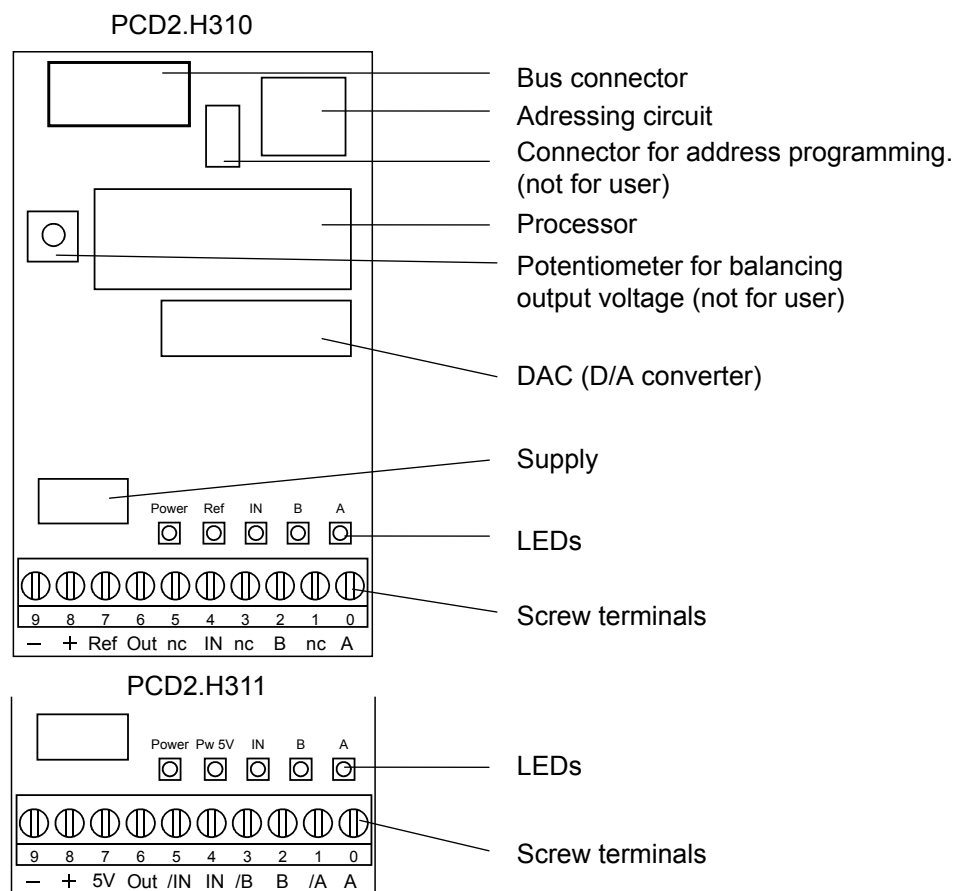 PCD2.H310
Bus connector
Adressing circuit
Connector for address programming.
(not for user)
Processor
Potentiometer for balancing
output voltage (not for user)
DAC (D/A converter)
Supply
Power Ref IN B A
LEDs
9 8 7 6 5 4 3 2 1 0
Screw terminals
− + Ref Out nc IN nc B nc A
PCD2.H311
Power Pw 5V IN B A
LEDs
9 8 7 6 5 4 3 2 1 0
Screw terminals
− + 5V Out /IN IN /B B /A A